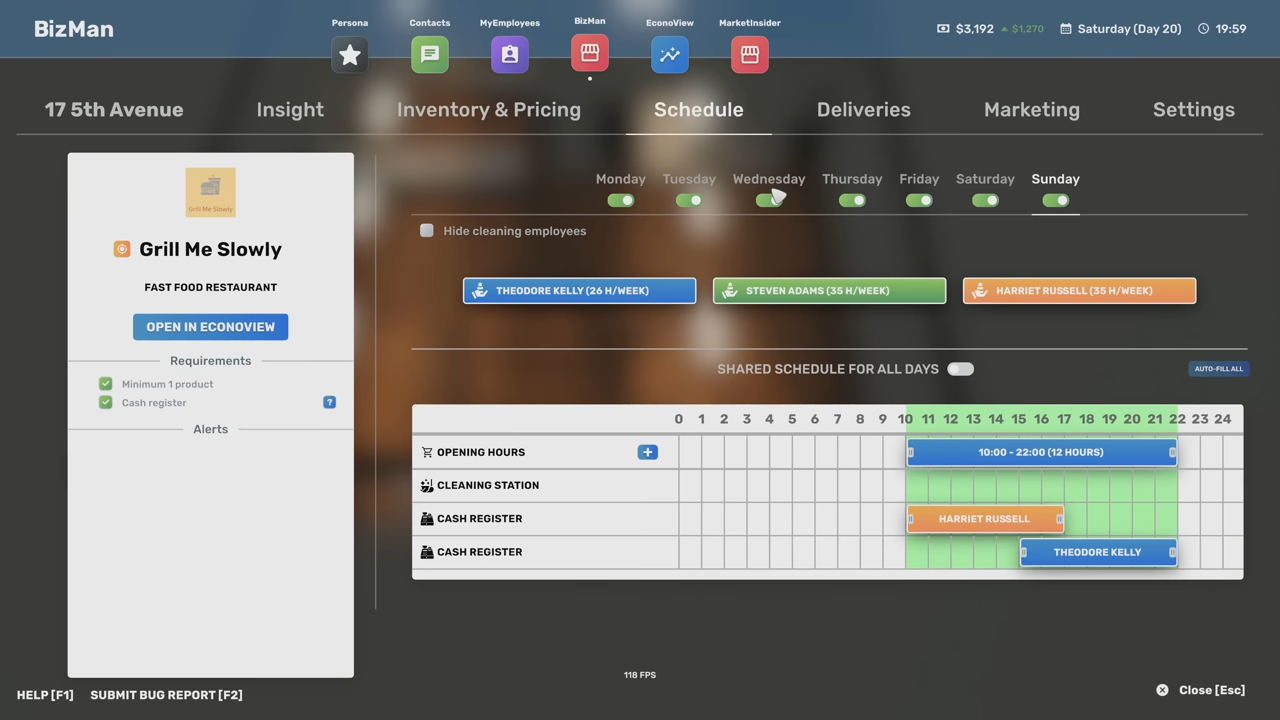 BizMan
Persona
Contacts
MyEmployees
BizMan
EconoView
MarketInsider
$3,192 $1,270
Saturday (Day 20)
19:59
17 5th Avenue
Insight
Inventory & Pricing
Schedule
Deliveries
Marketing
Settings
Grill Me Slowly
Grill Me Slowly
FAST FOOD RESTAURANT
OPEN IN ECONOVIEW
Requirements
Minimum 1 product
Cash register
?
Alerts
Monday Tuesday Wednesday Thursday Friday Saturday Sunday
Hide cleaning employees
THEODORE KELLY (26 H/WEEK)
STEVEN ADAMS (35 H/WEEK)
HARRIET RUSSELL (35 H/WEEK)
SHARED SCHEDULE FOR ALL DAYS
AUTO-FILL ALL
0 1 2 3 4 5 6 7 8 9 10 11 12 13 14 15 16 17 18 19 20 21 22 23 24
OPENING HOURS + 10:00 - 22:00 (12 HOURS)
CLEANING STATION
CASH REGISTER HARRIET RUSSELL
CASH REGISTER THEODORE KELLY
118 FPS
HELP [F1]
SUBMIT BUG REPORT [F2]
Close [Esc]